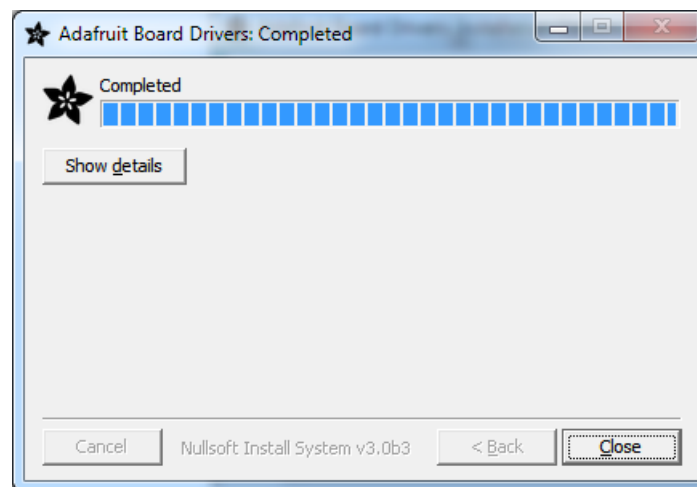 Adafruit Board Drivers: Completed
Completed
Show details
Cancel
Nullsoft Install System v3.0b3
< Back
Close